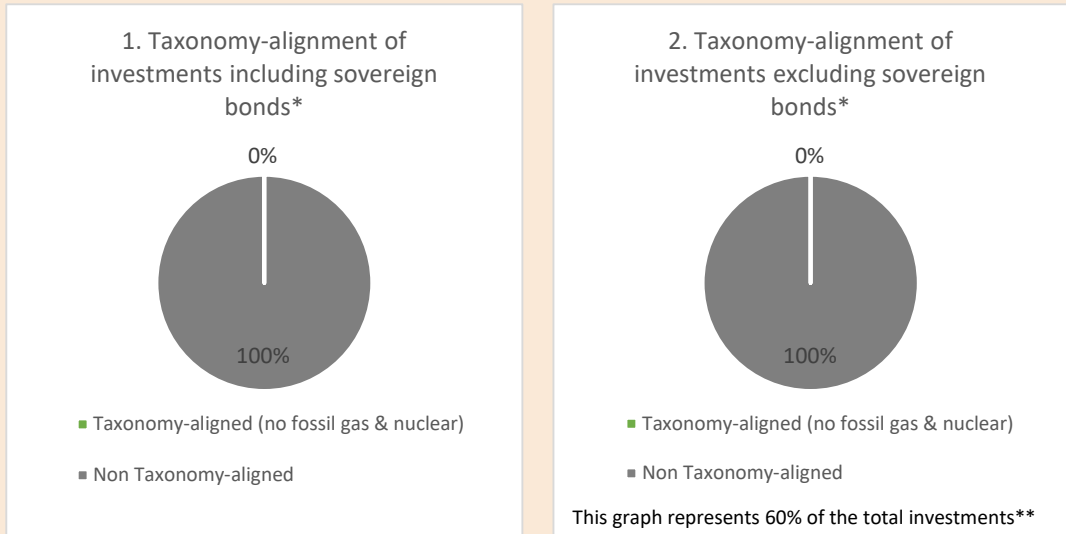 1. Taxonomy-alignment of
investments including sovereign
bonds*
0%
100%
Taxonomy-aligned (no fossil gas & nuclear)
Non Taxonomy-aligned
2. Taxonomy-alignment of
investments excluding sovereign
bonds*
0%
100%
Taxonomy-aligned (no fossil gas & nuclear)
Non Taxonomy-aligned
This graph represents 60% of the total investments**